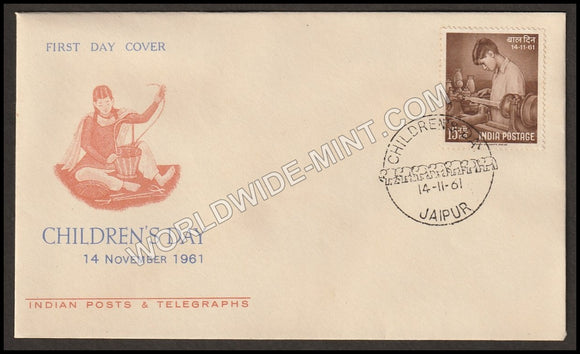 FIRST DAY COVER
बाल दिन
14-11-61
15 न.पै.
INDIA POSTAGE
CHILDREN'S DAY
14-11-61
JAIPUR
CHILDREN'S DAY
14 NOVEMBER 1961
INDIAN POSTS & TELEGRAPHS
WORLDWIDE-MINT.COM